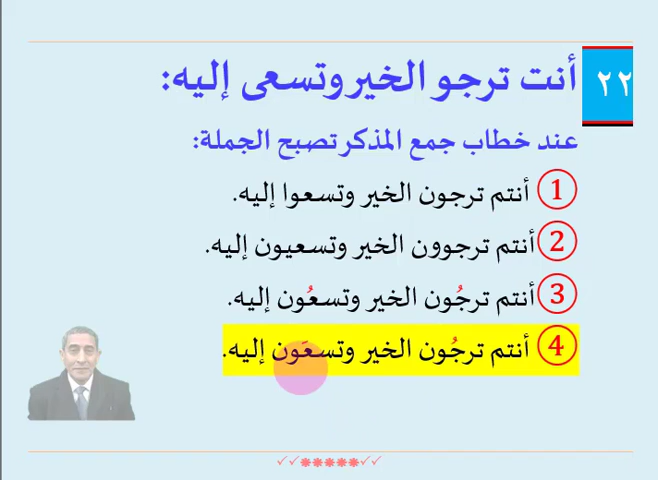 ٢٢ أنت ترجو الخير وتسعى إليه:
عند خطاب جمع المذكر تصبح الجملة:
1 أنتم ترجون الخير وتسعوا إليه.
2 أنتم ترجوون الخير وتسعيون إليه.
3 أنتم ترجُون الخير وتسعُون إليه.
4 أنتم ترجُون الخير وتسعَون إليه.